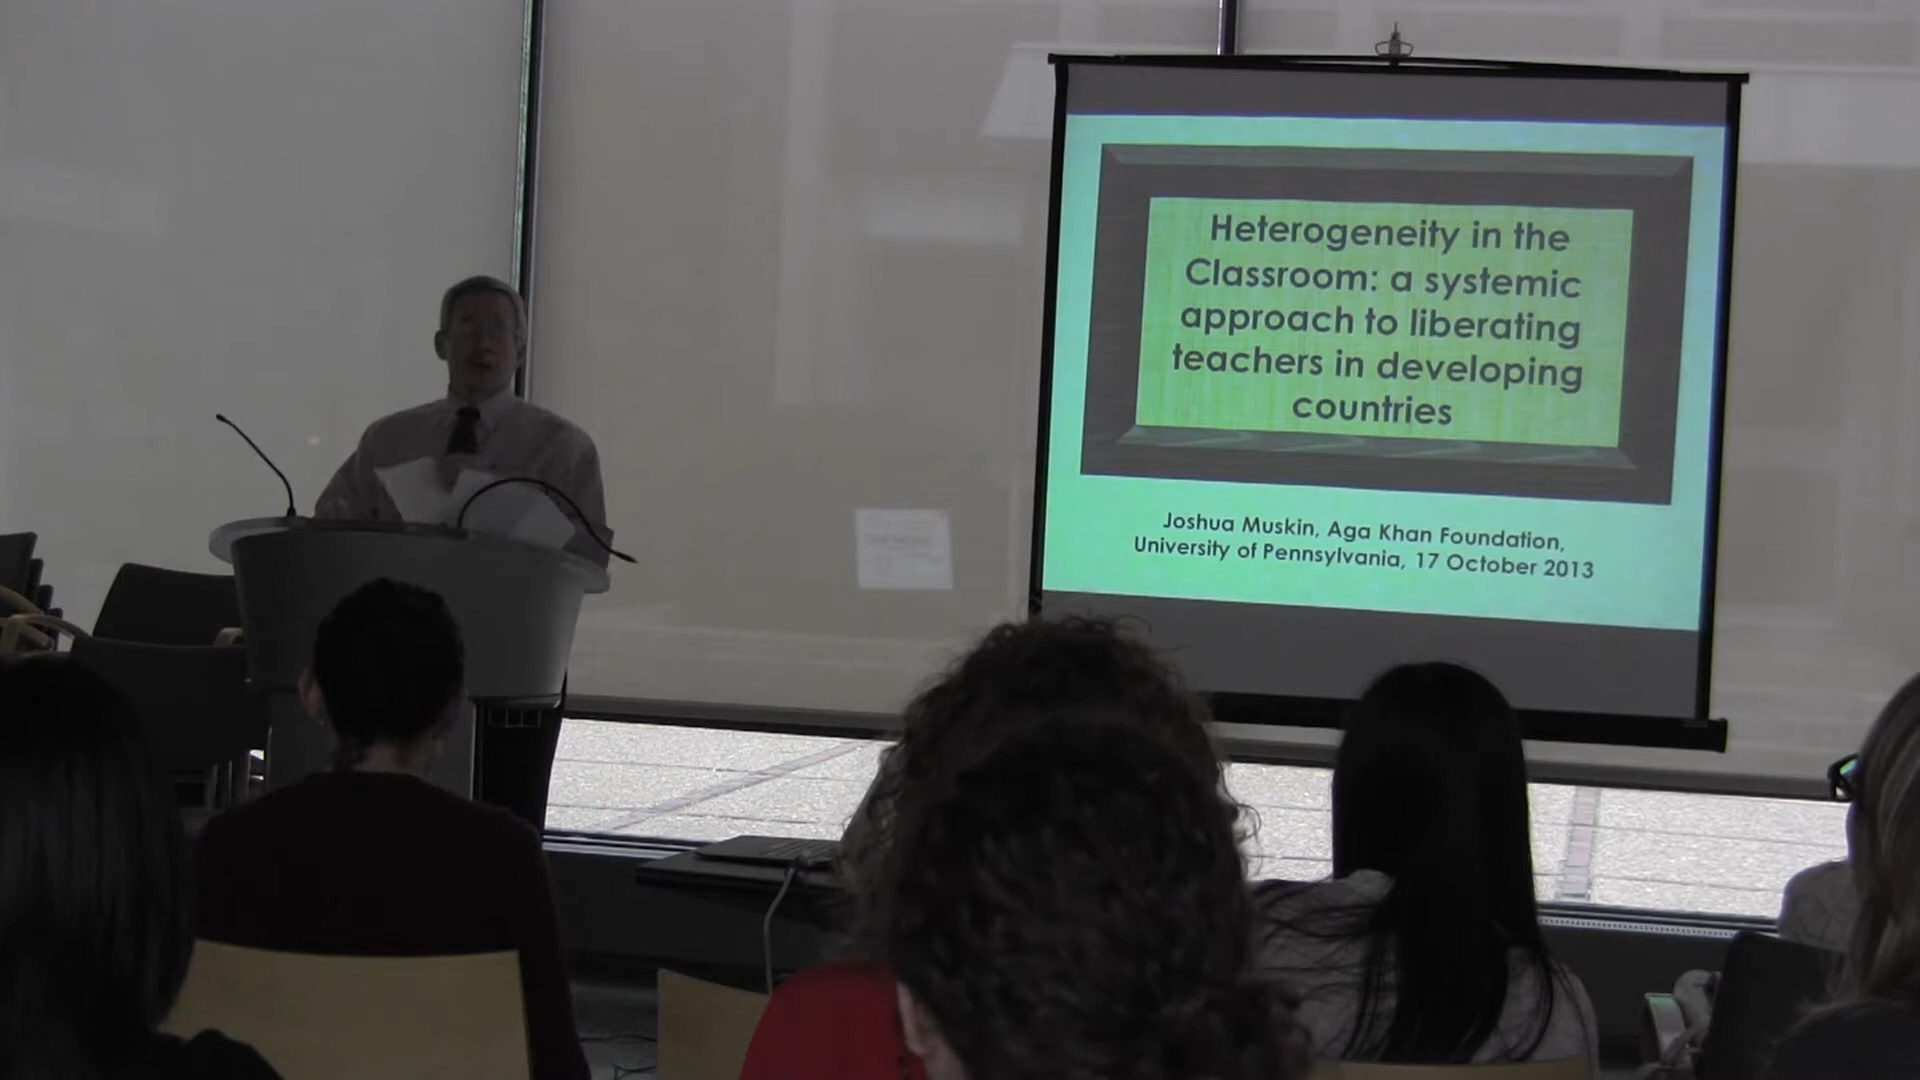 Heterogeneity in the
Classroom: a systemic
approach to liberating
teachers in developing
countries
Joshua Muskin, Aga Khan Foundation,
University of Pennsylvania, 17 October 2013